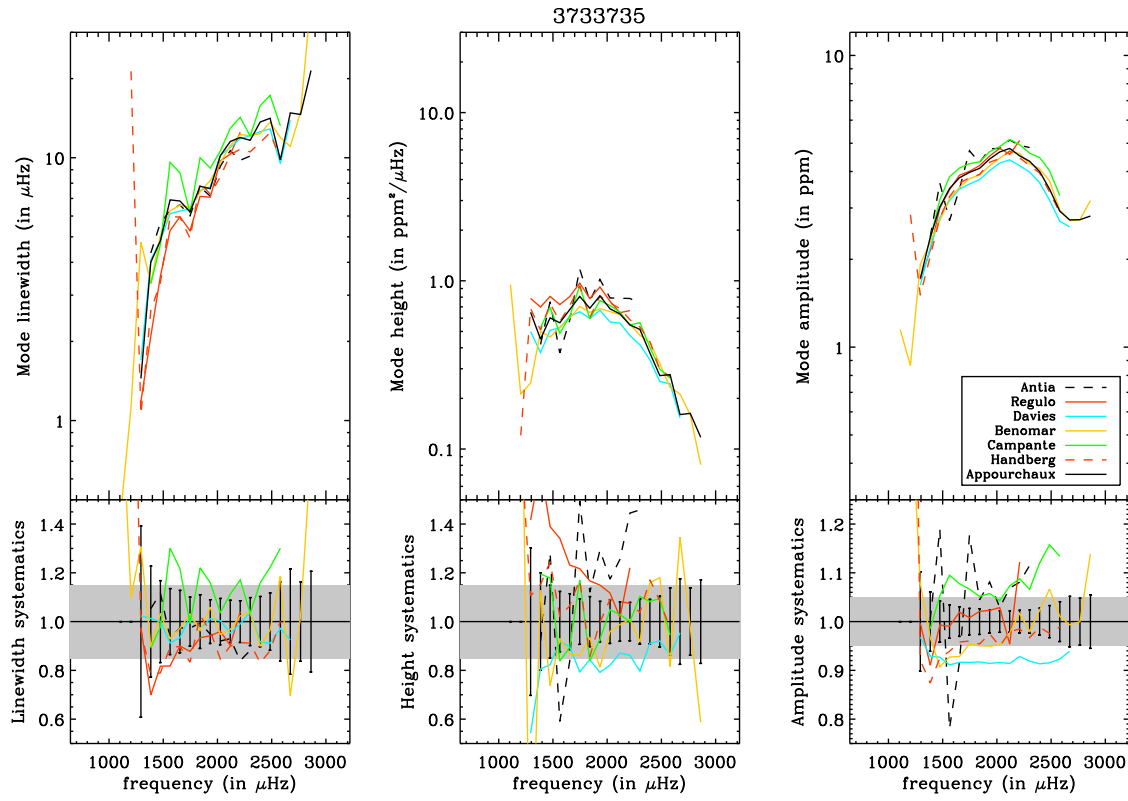 3733735
Mode linewidth (in μHz)
10
1
Mode height (in ppm²/μHz)
10.0
1.0
0.1
Mode amplitude (in ppm)
10
1
Antia
Regulo
Davies
Benomar
Campante
Handberg
Appourchaux
Linewidth systematics
1.4
1.2
1.0
0.8
0.6
1000 1500 2000 2500 3000
frequency (in μHz)
Height systematics
1.4
1.2
1.0
0.8
0.6
1000 1500 2000 2500 3000
frequency (in μHz)
Amplitude systematics
1.2
1.1
1.0
0.9
0.8
1000 1500 2000 2500 3000
frequency (in μHz)